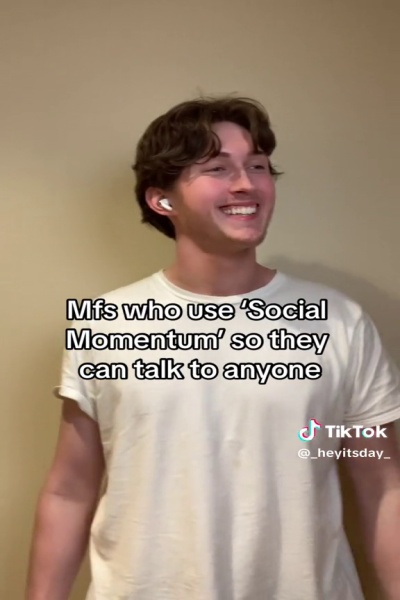 Mfs who use ‘Social
Momentum’ so they
can talk to anyone
TikTok
@_heyitsday_